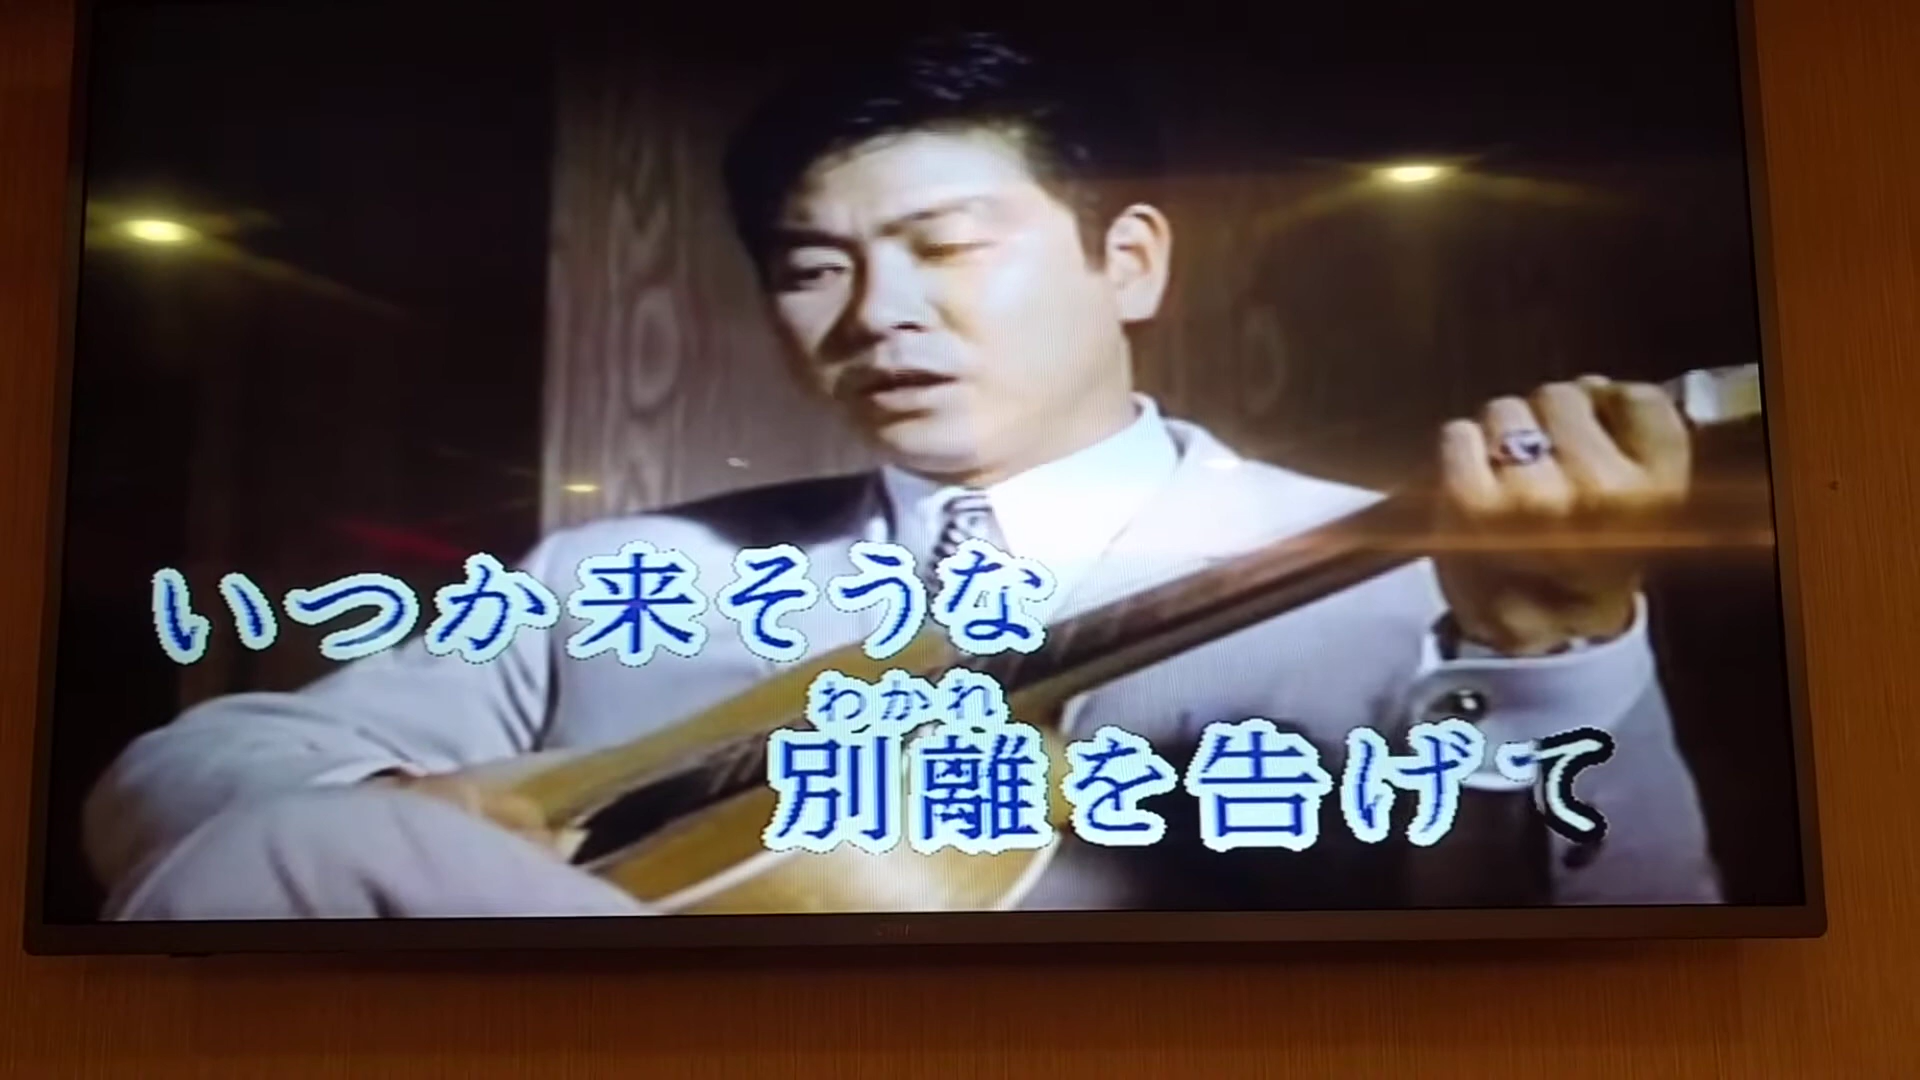 いつか来そうな
わかれ
別離を告げて